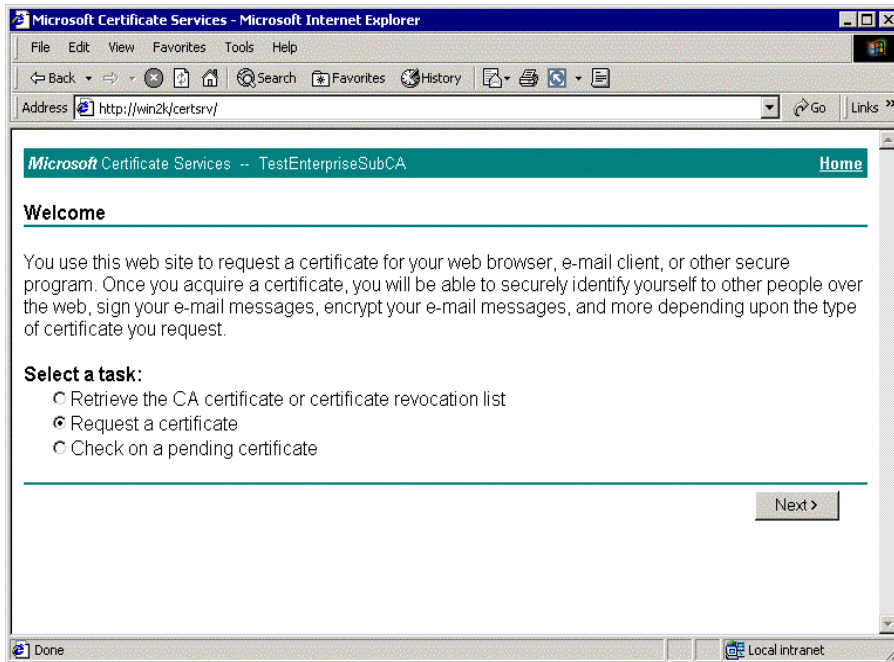 Microsoft Certificate Services - Microsoft Internet Explorer
File Edit View Favorites Tools Help
Back Search Favorites History
Address http://win2k/certsrv/ Go Links »
Microsoft Certificate Services -- TestEnterpriseSubCA Home
Welcome
You use this web site to request a certificate for your web browser, e-mail client, or other secure
program. Once you acquire a certificate, you will be able to securely identify yourself to other people over
the web, sign your e-mail messages, encrypt your e-mail messages, and more depending upon the type
of certificate you request.
Select a task:
Retrieve the CA certificate or certificate revocation list
Request a certificate
Check on a pending certificate
Next >
Done Local intranet